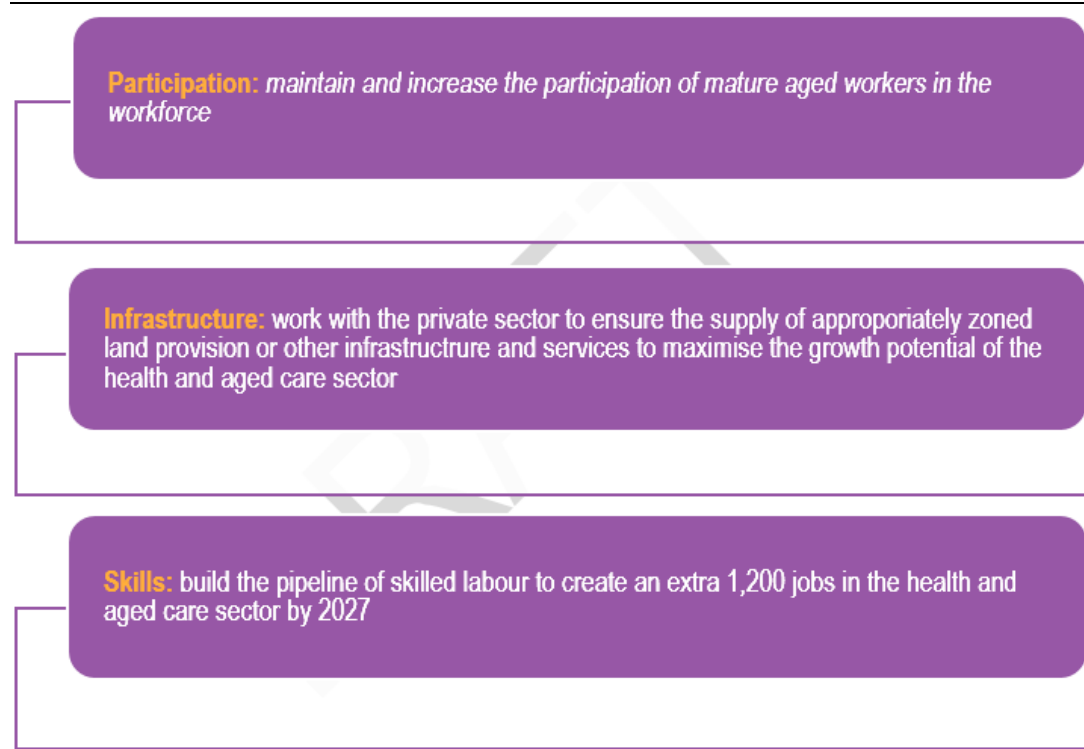 Participation: maintain and increase the participation of mature aged workers in the
workforce
Infrastructure: work with the private sector to ensure the supply of approporiately zoned
land provision or other infrastructrure and services to maximise the growth potential of the
health and aged care sector
Skills: build the pipeline of skilled labour to create an extra 1,200 jobs in the health and
aged care sector by 2027